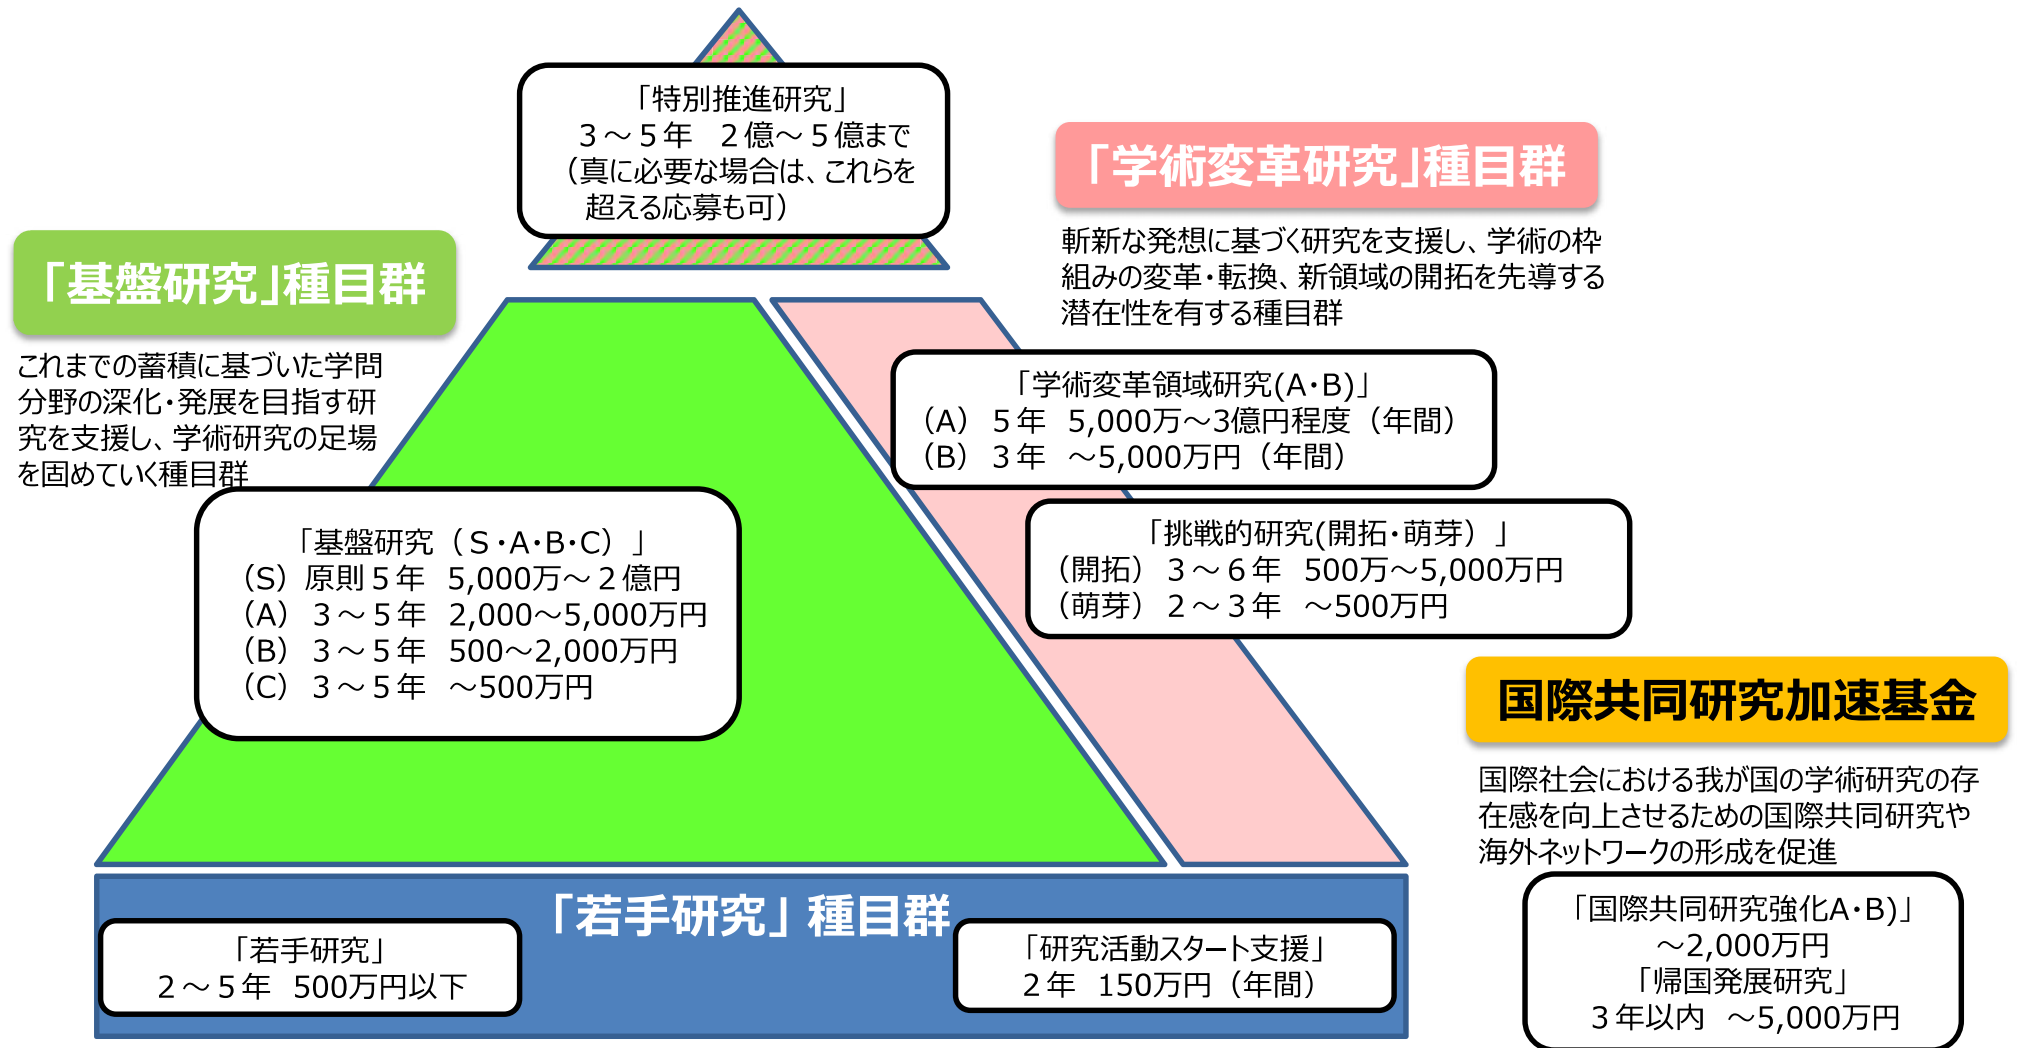 「特別推進研究」
３～５年　２億～５億まで
（真に必要な場合は、これらを
超える応募も可）
「学術変革研究」種目群
斬新な発想に基づく研究を支援し、学術の枠
組みの変革・転換、新領域の開拓を先導する
潜在性を有する種目群
「基盤研究」種目群
これまでの蓄積に基づいた学問
分野の深化・発展を目指す研
究を支援し、学術研究の足場
を固めていく種目群
「学術変革領域研究(A・B)」
（A）５年　5,000万～3億円程度（年間）
（B）３年　～5,000万円（年間）
「挑戦的研究(開拓・萌芽）」
（開拓）３～６年　500万～5,000万円
（萌芽）２～３年　～500万円
「基盤研究（Ｓ・A・B・C）」
（S）原則５年　5,000万～２億円
（A）３～５年　2,000～5,000万円
（B）３～５年　500～2,000万円
（C）３～５年　～500万円
国際共同研究加速基金
国際社会における我が国の学術研究の存
在感を向上させるための国際共同研究や
海外ネットワークの形成を促進
「国際共同研究強化A・B)」
～2,000万円
「帰国発展研究」
３年以内　～5,000万円
「若手研究」種目群
「若手研究」
２～５年　500万円以下
「研究活動スタート支援」
２年　150万円（年間）